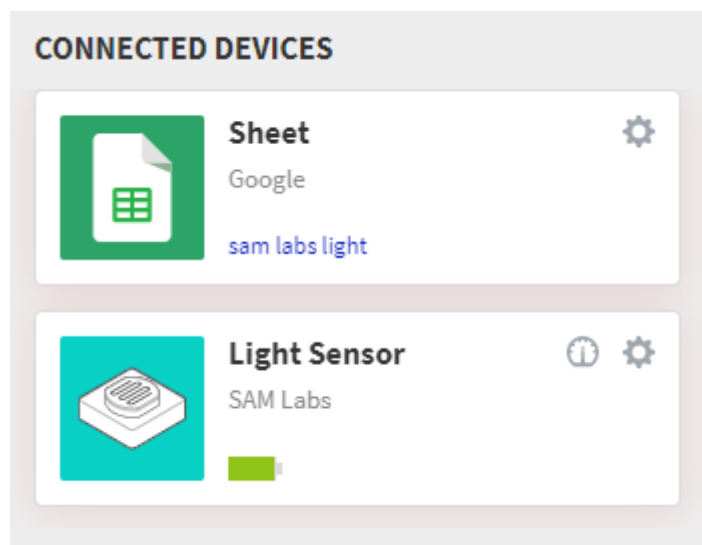 CONNECTED DEVICES
Sheet
Google
sam labs light
Light Sensor
SAM Labs